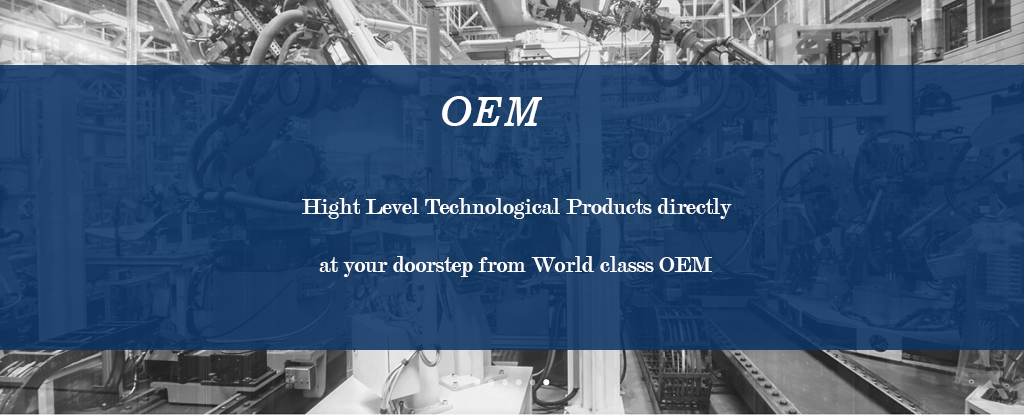 OEM
Hight Level Technological Products directly
at your doorstep from World classs OEM